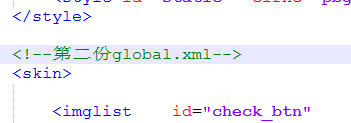 </style>
<!--第二份global.xml-->
<skin>
<imglist id="check_btn"